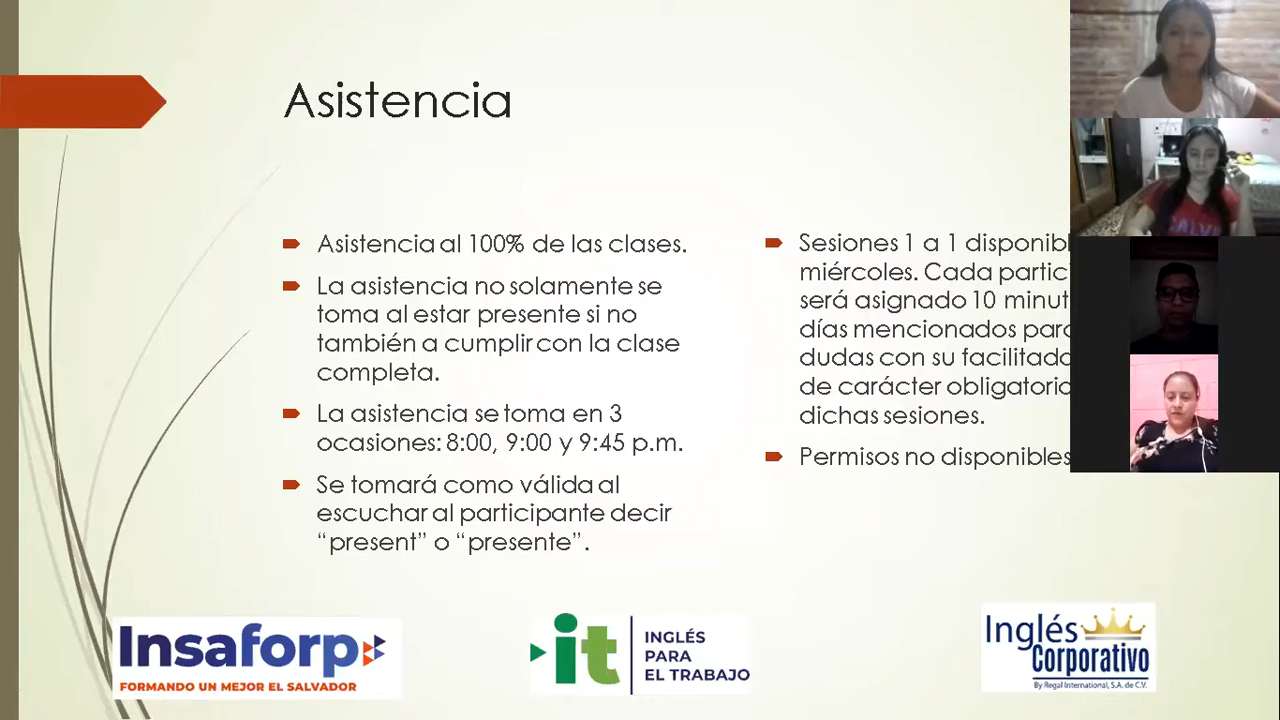 Asistencia
Asistencia al 100% de las clases.
La asistencia no solamente se
toma al estar presente si no
también a cumplir con la clase
completa.
La asistencia se toma en 3
ocasiones: 8:00, 9:00 y 9:45 p.m.
Se tomará como válida al
escuchar al participante decir
“present” o “presente”.
Sesiones 1 a 1
miércoles. Cada
será asignado 10
días mencionados
dudas con su
de carácter
dichas sesiones.
Permisos no disponibles
Insaforp
FORMANDO UN MEJOR EL SALVADOR
it
INGLÉS
PARA
EL TRABAJO
Inglés
Corporativo
By Regal International, S.A. de C.V.